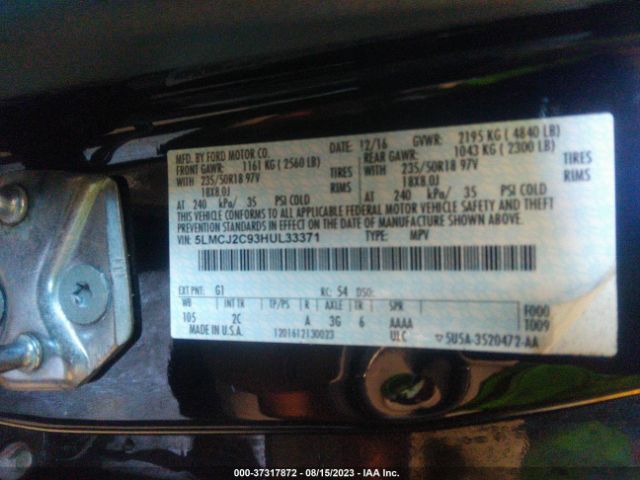 MFD. BY FORD MOTOR CO.
DATE: 12/16 GVWR: 2195 KG ( 4840 LB)
FRONT GAWR: 1161 KG ( 2560 LB)
REAR GAWR: 1043 KG ( 2300 LB)
WITH 235/50R18 97V TIRES
235/50R18 97V TIRES
18X8.0J RIMS
18X8.0J RIMS
AT 240 kPa/ 35 PSI COLD
AT 240 kPa/ 35 PSI COLD
THIS VEHICLE CONFORMS TO ALL APPLICABLE FEDERAL MOTOR VEHICLE SAFETY AND THEFT
PREVENTION STANDARDS IN EFFECT ON THE DATE OF MANUFACTURE SHOWN ABOVE.
VIN: 5LMCJ2C93HUL33371 TYPE: MPV
EXT PNT: G1 RC: 54 DSO:
WB INT TR TP/PS R AXLE TR SPR F000
105 2C A 3G 6 AAAA T009
MADE IN U.S.A. 1201612130023 ULC ▽5U5A-3520472-AA
000-37317872 - 08/15/2023 - IAA Inc.